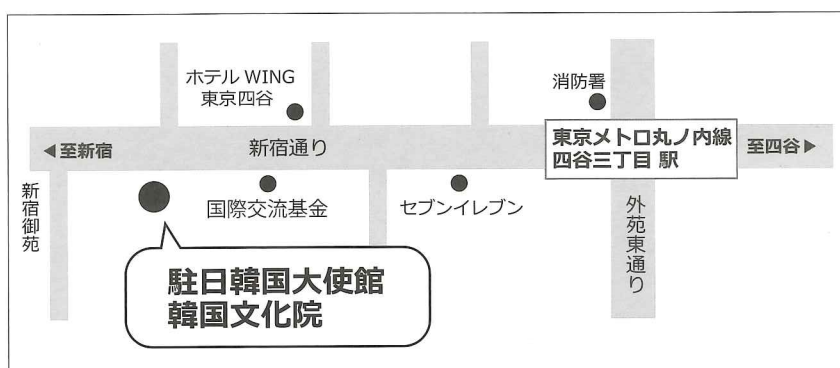 ホテル WING
東京四谷
消防署
◀至新宿
新宿通り
東京メトロ丸ノ内線
四谷三丁目 駅
至四谷▶
新宿御苑
国際交流基金
セブンイレブン
外苑東通り
駐日韓国大使館
韓国文化院